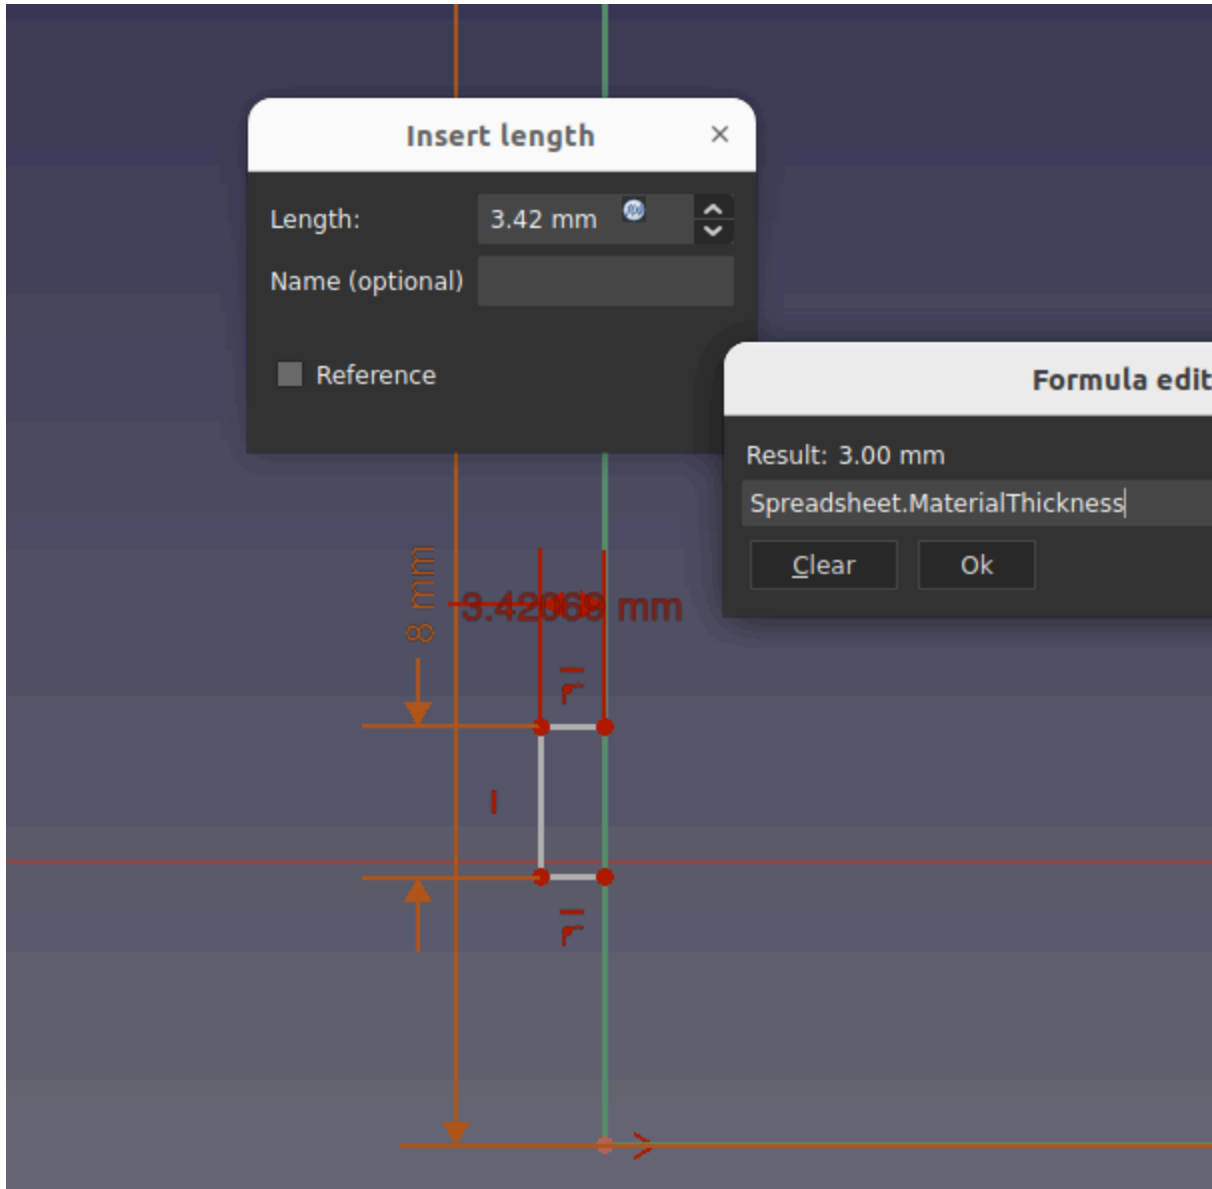 Insert length
Length:
3.42 mm
Name (optional)
Reference
Formula edit
Result: 3.00 mm
Spreadsheet.MaterialThickness
Clear
Ok
8 mm
mm